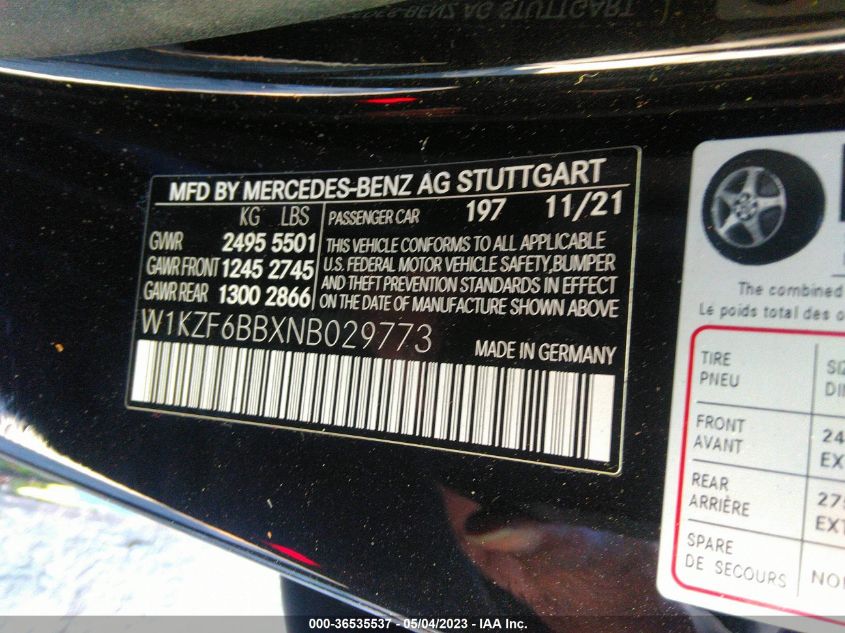 MFD BY MERCEDES-BENZ AG STUTTGART
KG LBS
GVWR 2495 5501
GAWR FRONT 1245 2745
GAWR REAR 1300 2866
PASSENGER CAR 197 11/21
THIS VEHICLE CONFORMS TO ALL APPLICABLE
U.S. FEDERAL MOTOR VEHICLE SAFETY,BUMPER
AND THEFT PREVENTION STANDARDS IN EFFECT
ON THE DATE OF MANUFACTURE SHOWN ABOVE
W1KZF6BBXNB029773
MADE IN GERMANY
The combined
Le poids total des
TIRE
PNEU
FRONT
AVANT
REAR
ARRIÈRE
SPARE
DE SECOURS
000-36535537 - 05/04/2023 - © IAA Inc.